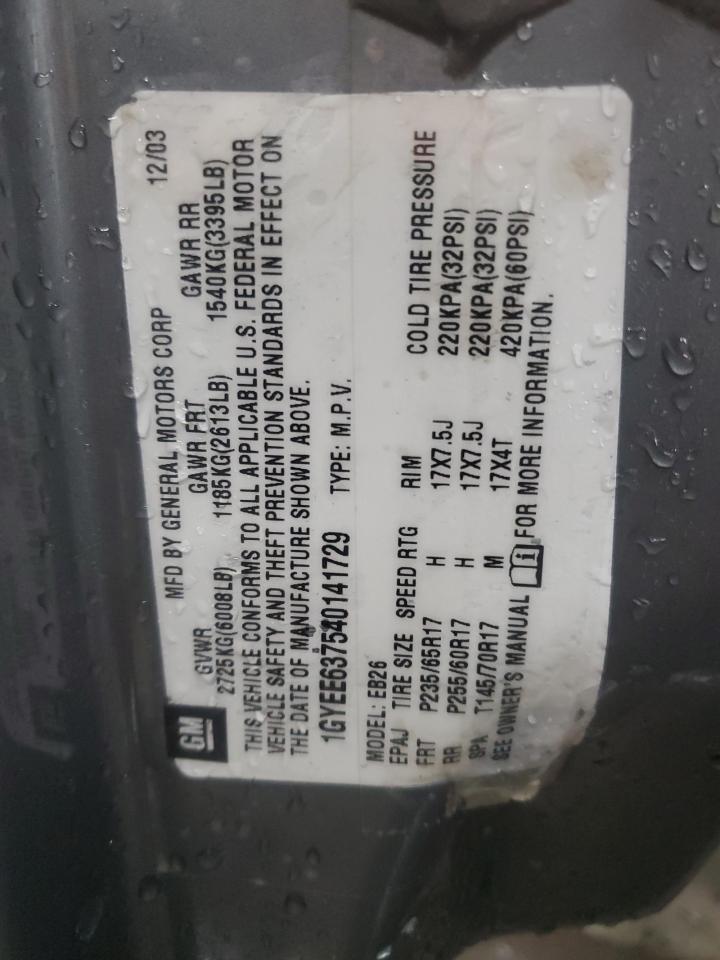 GM
MFD BY GENERAL MOTORS CORP 12/03
GVWR GAWR FRT GAWR RR
2725KG(6008LB) 1185KG(2613LB) 1540KG(3395LB)
THIS VEHICLE CONFORMS TO ALL APPLICABLE U.S. FEDERAL MOTOR
VEHICLE SAFETY AND THEFT PREVENTION STANDARDS IN EFFECT ON
THE DATE OF MANUFACTURE SHOWN ABOVE.
1GYEE637540141729 TYPE: M.P.V.
MODEL: EB26
EPAJ TIRE SIZE SPEED RTG RIM COLD TIRE PRESSURE
FRT P235/65R17 H 17X7.5J 220KPA(32PSI)
RR P255/60R17 H 17X7.5J 220KPA(32PSI)
SPA T145/70R17 M 17X4T 420KPA(60PSI)
SEE OWNER'S MANUAL FOR MORE INFORMATION.